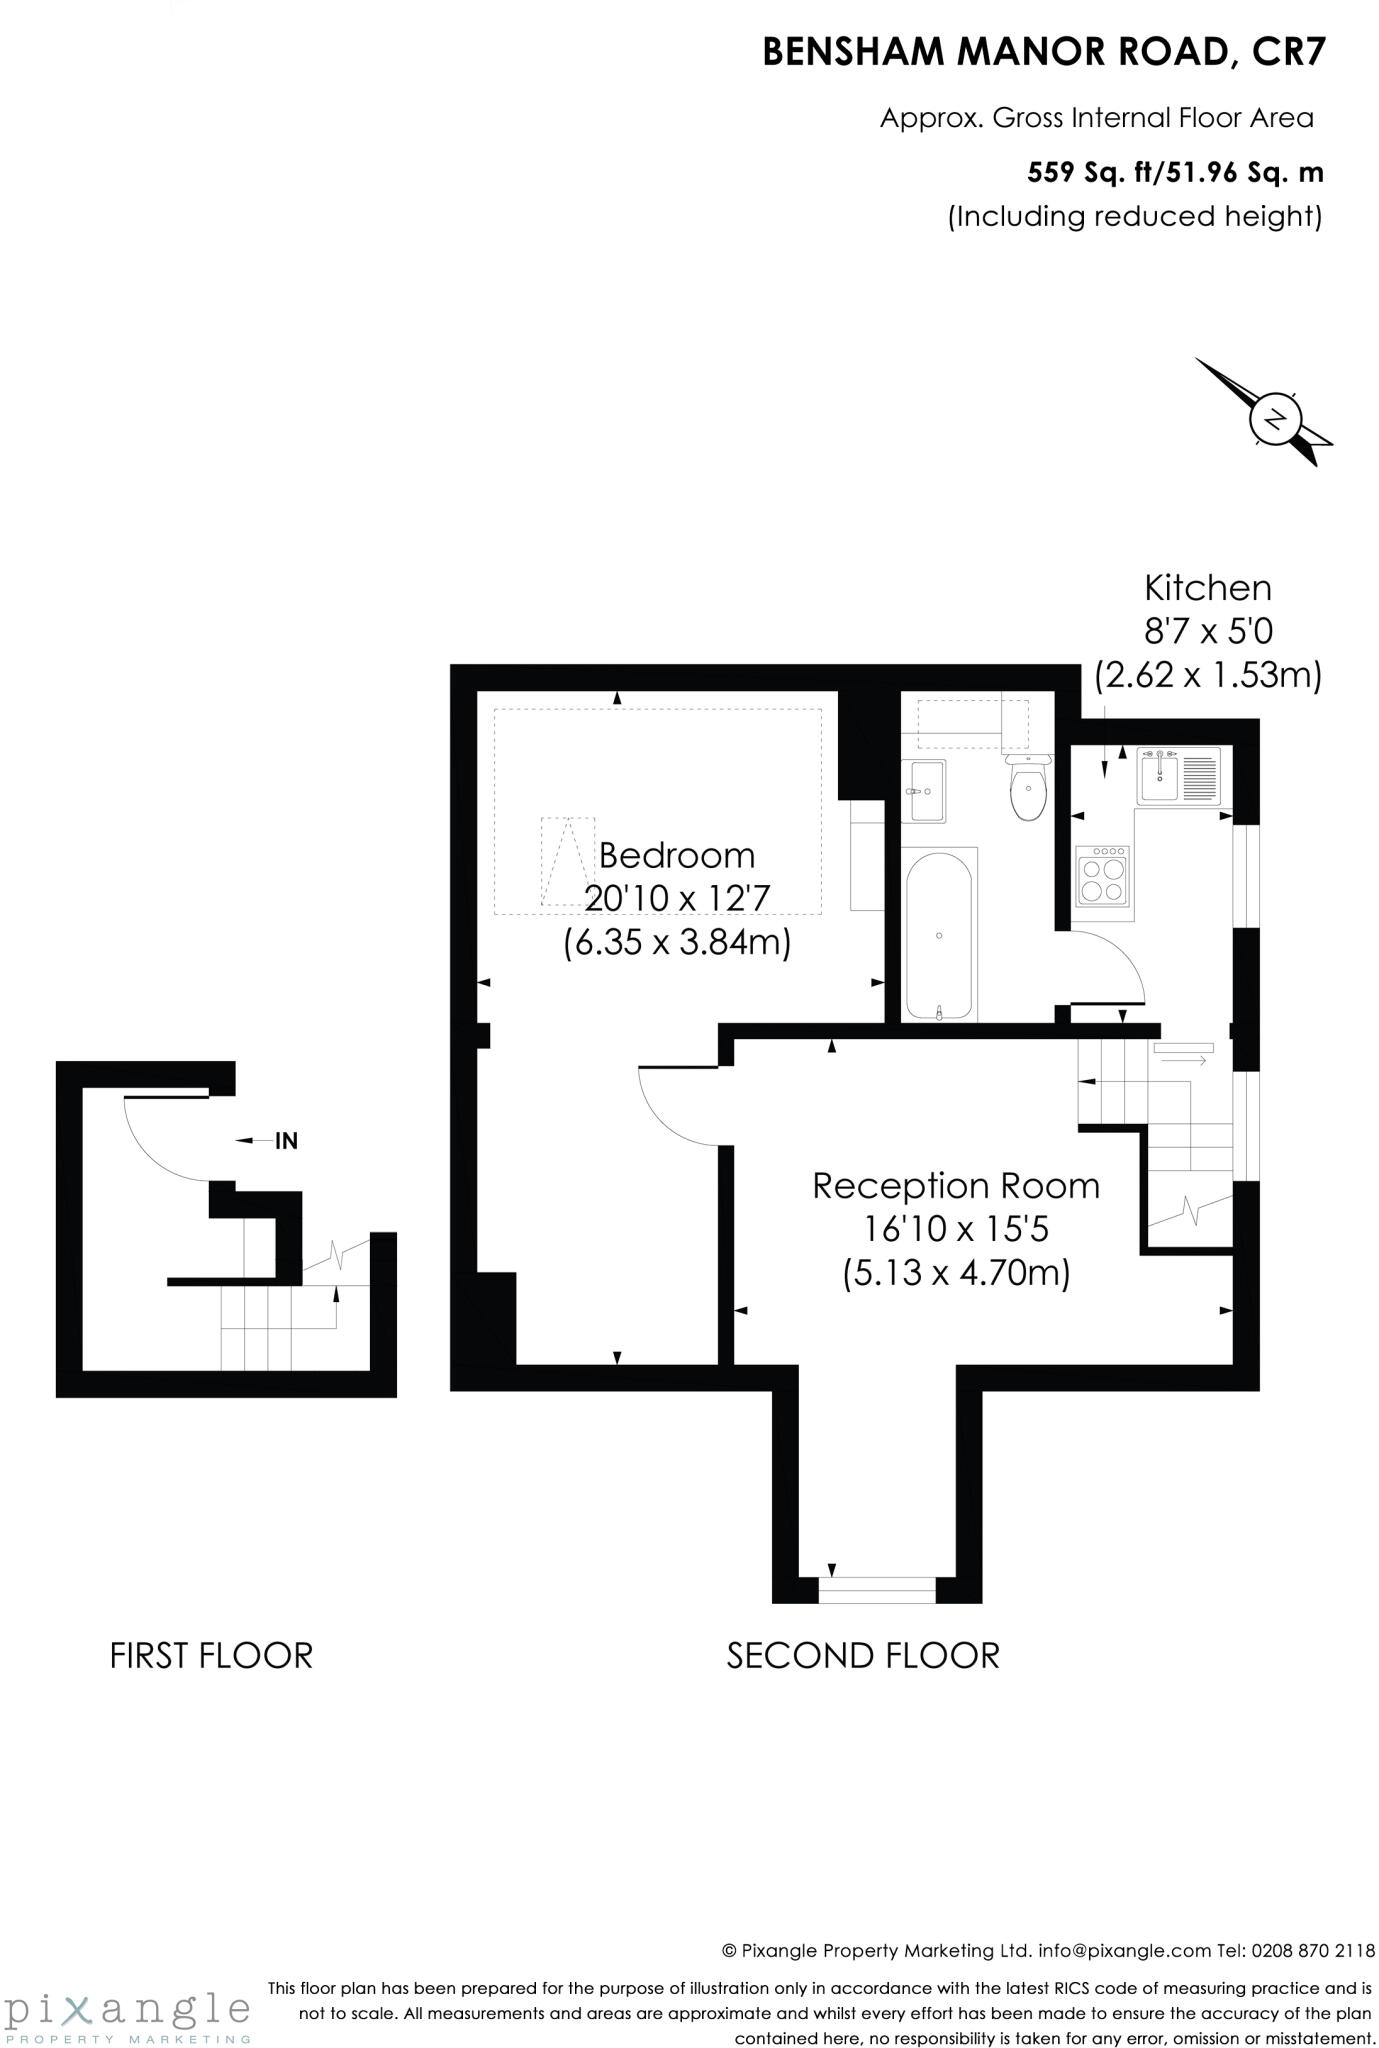 BENSHAM MANOR ROAD, CR7
Approx. Gross Internal Floor Area
559 Sq. ft/51.96 Sq. m
(Including reduced height)
N
Kitchen
8'7 x 5'0
(2.62 x 1.53m)
Bedroom
20'10 x 12'7
(6.35 x 3.84m)
IN
Reception Room
16'10 x 15'5
(5.13 x 4.70m)
FIRST FLOOR
SECOND FLOOR
© Pixangle Property Marketing Ltd. info@pixangle.com Tel: 0208 870 2118
This floor plan has been prepared for the purpose of illustration only in accordance with the latest RICS code of measuring practice and is
not to scale. All measurements and areas are approximate and whilst every effort has been made to ensure the accuracy of the plan
contained here, no responsibility is taken for any error, omission or misstatement.
pixangle
PROPERTY MARKETING